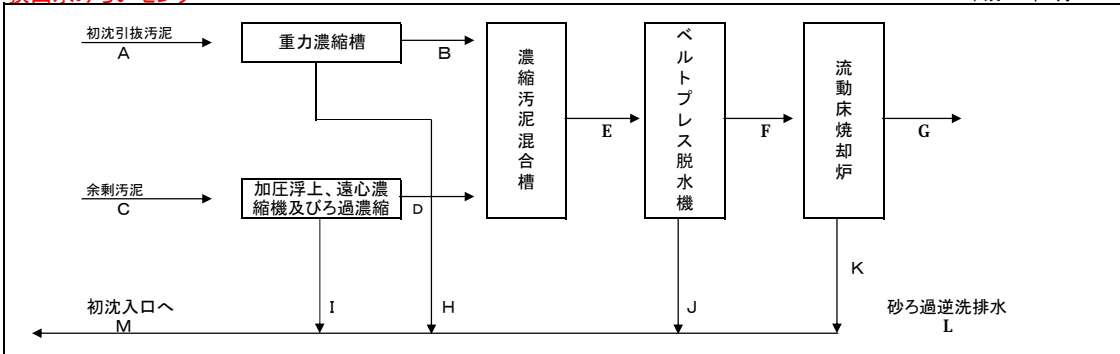 初沈引抜汚泥
A
重力濃縮槽
B
濃縮汚泥混合槽
E
ベルトプレス脱水機
F
流動床焼却炉
G
余剰汚泥
C
加圧浮上、遠心濃
縮機及びろ過濃縮
D
K
初沈入口へ
M
I
H
J
砂ろ過逆洗排水
L